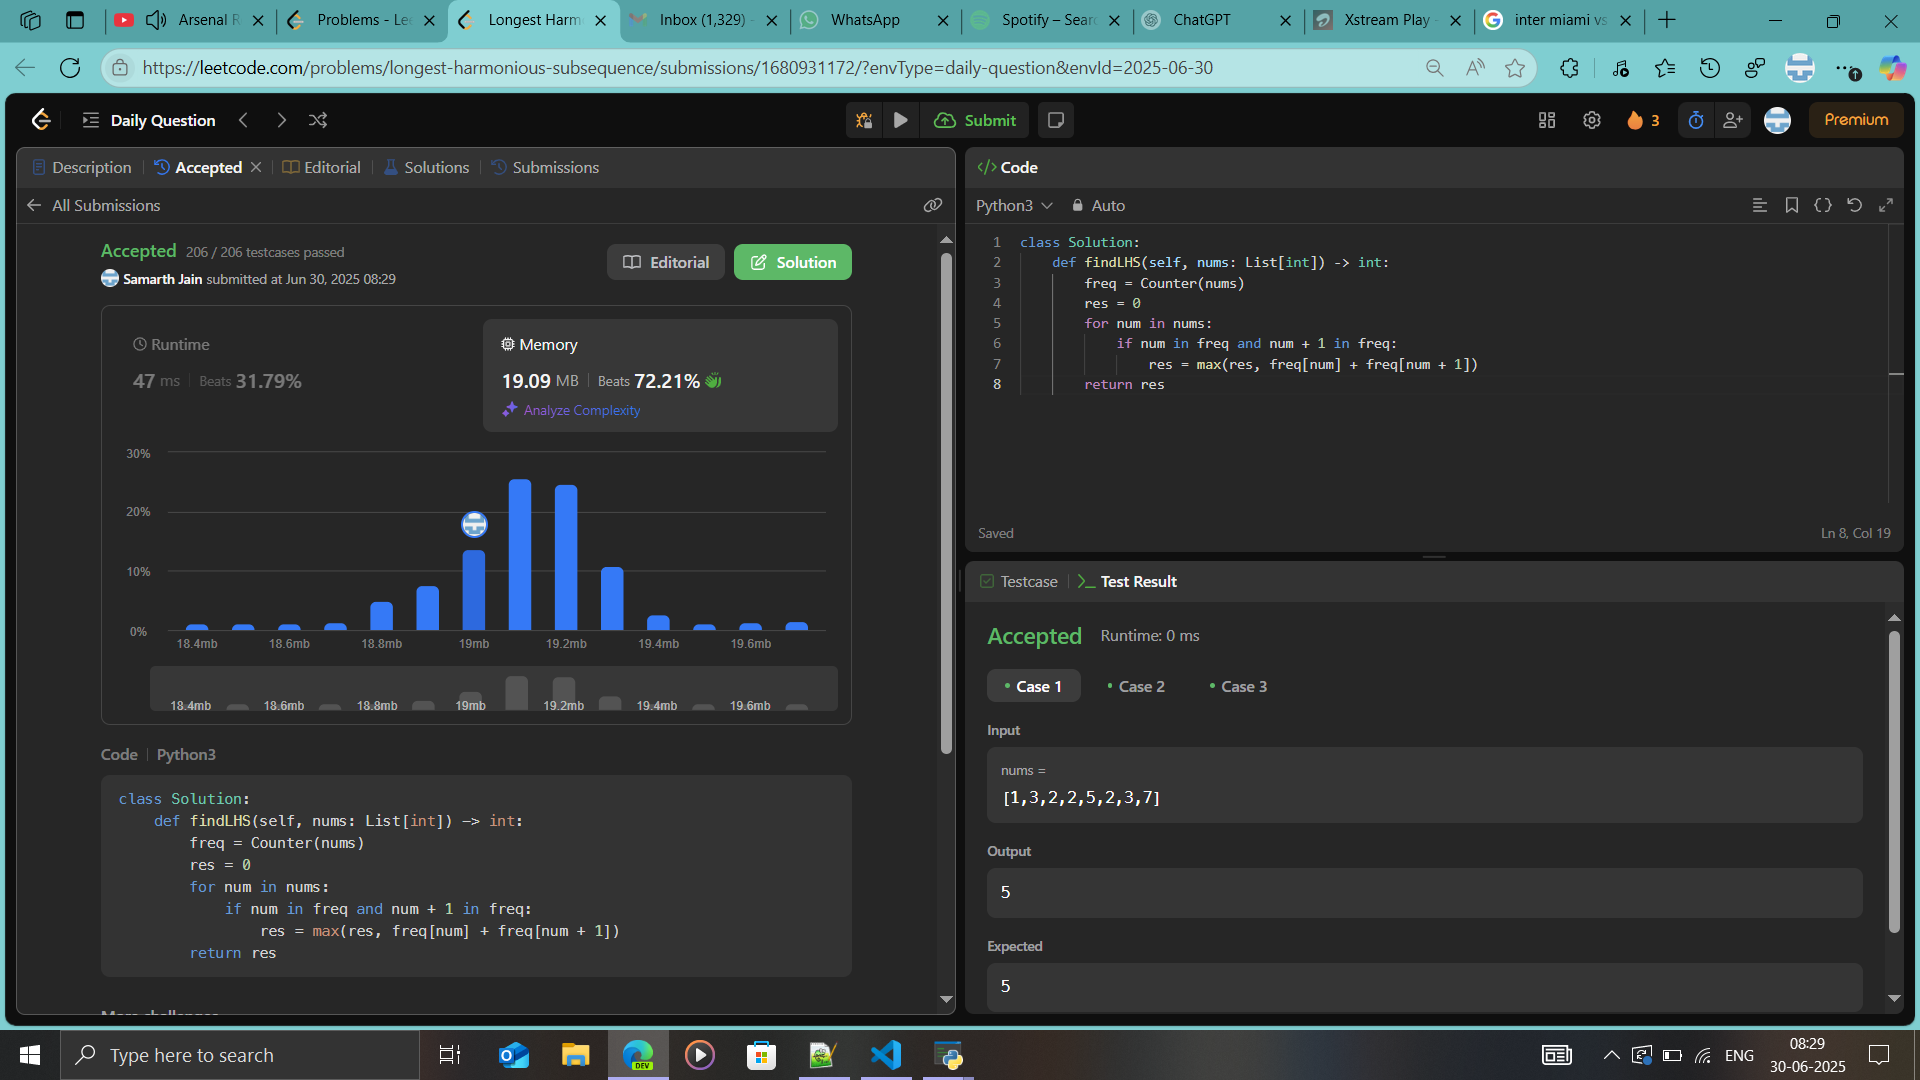 Arsenal R
Problems - Le
Longest Harm
Inbox (1,329) -
WhatsApp
Spotify – Sear
ChatGPT
Xstream Play -
inter miami vs
https://leetcode.com/problems/longest-harmonious-subsequence/submissions/1680931172/?envType=daily-question&envId=2025-06-30
Daily Question
Submit
3
Premium
Description
Accepted
Editorial
Solutions
Submissions
All Submissions
Accepted 206 / 206 testcases passed
Samarth Jain submitted at Jun 30, 2025 08:29
Editorial
Solution
Runtime
47 ms | Beats 31.79%
Memory
19.09 MB | Beats 72.21%
Analyze Complexity
30%
20%
10%
0%
18.4mb 18.6mb 18.8mb 19mb 19.2mb 19.4mb 19.6mb
18.4mb 18.6mb 18.8mb 19mb 19.2mb 19.4mb 19.6mb
Code | Python3
class Solution:
    def findLHS(self, nums: List[int]) -> int:
        freq = Counter(nums)
        res = 0
        for num in nums:
            if num in freq and num + 1 in freq:
                res = max(res, freq[num] + freq[num + 1])
        return res
More challenges
</> Code
Python3
Auto
1 class Solution:
2     def findLHS(self, nums: List[int]) -> int:
3         freq = Counter(nums)
4         res = 0
5         for num in nums:
6             if num in freq and num + 1 in freq:
7                 res = max(res, freq[num] + freq[num + 1])
8         return res
Saved
Ln 8, Col 19
Testcase
Test Result
Accepted Runtime: 0 ms
Case 1
Case 2
Case 3
Input
nums =
[1,3,2,2,5,2,3,7]
Output
5
Expected
5
Type here to search
DEV
ENG
08:29
30-06-2025